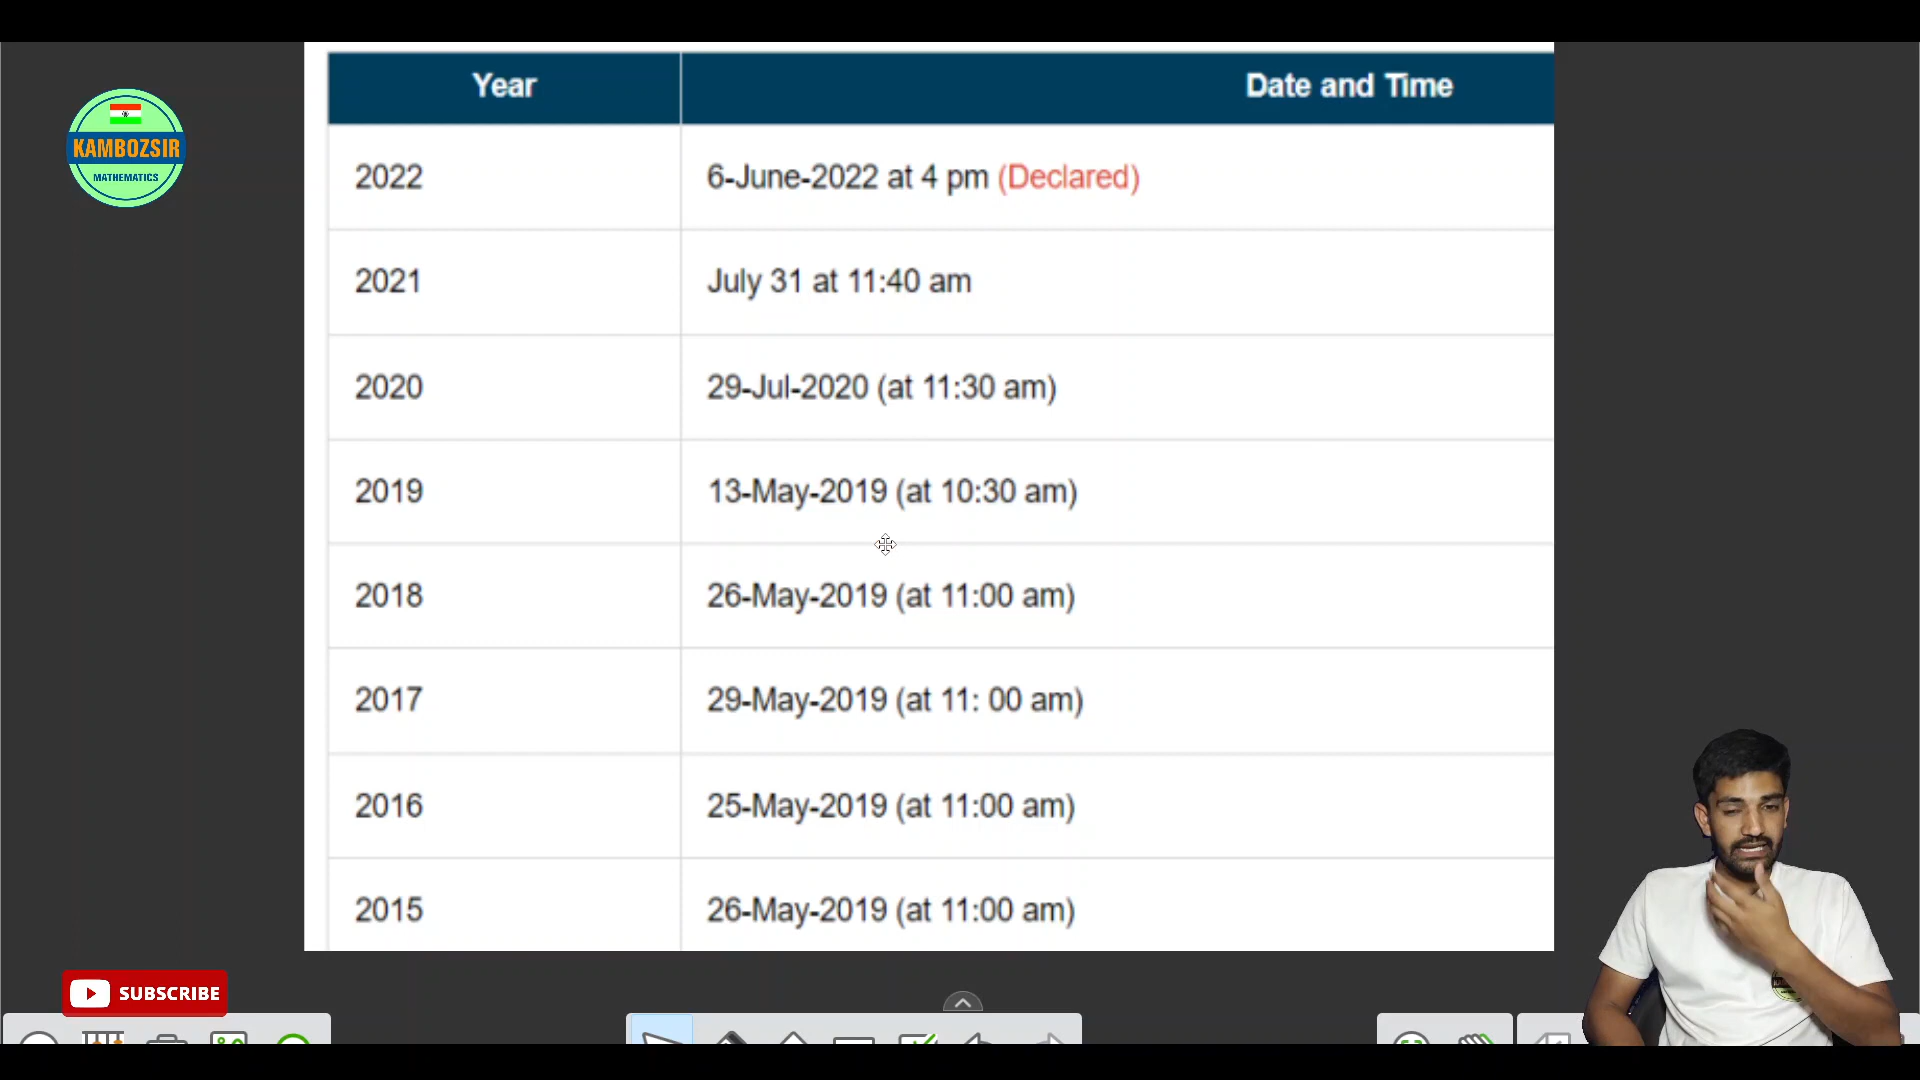 KAMBOZSIR
MATHEMATICS
Year Date and Time
2022 6-June-2022 at 4 pm (Declared)
2021 July 31 at 11:40 am
2020 29-Jul-2020 (at 11:30 am)
2019 13-May-2019 (at 10:30 am)
2018 26-May-2019 (at 11:00 am)
2017 29-May-2019 (at 11: 00 am)
2016 25-May-2019 (at 11:00 am)
2015 26-May-2019 (at 11:00 am)
SUBSCRIBE